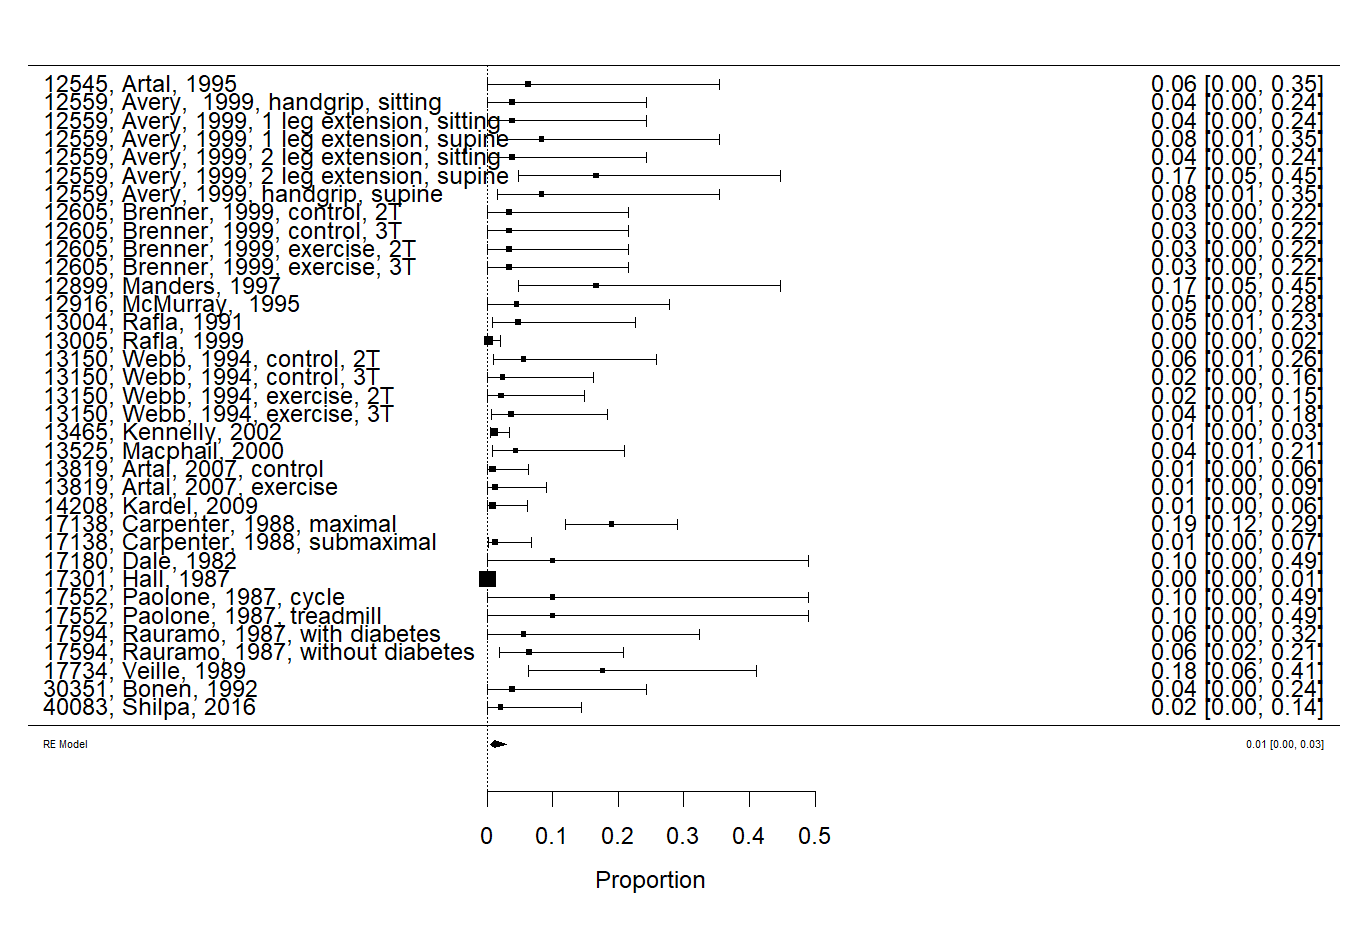 12545, Artal, 1995 0.06 [0.00, 0.35]
12559, Avery,  1999, handgrip, sitting 0.04 [0.00, 0.24]
12559, Avery, 1999, 1 leg extension, sitting 0.04 [0.00, 0.24]
12559, Avery, 1999, 1 leg extension, supine 0.08 [0.01, 0.35]
12559, Avery, 1999, 2 leg extension, sitting 0.04 [0.00, 0.24]
12559, Avery, 1999, 2 leg extension, supine 0.17 [0.05, 0.45]
12559, Avery, 1999, handgrip, supine 0.08 [0.01, 0.35]
12605, Brenner, 1999, control, 2T 0.03 [0.00, 0.22]
12605, Brenner, 1999, control, 3T 0.03 [0.00, 0.22]
12605, Brenner, 1999, exercise, 2T 0.03 [0.00, 0.22]
12605, Brenner, 1999, exercise, 3T 0.03 [0.00, 0.22]
12899, Manders, 1997 0.17 [0.05, 0.45]
12916, McMurray,  1995 0.05 [0.00, 0.28]
13004, Rafla, 1991 0.05 [0.01, 0.23]
13005, Rafla, 1999 0.00 [0.00, 0.02]
13150, Webb, 1994, control, 2T 0.06 [0.01, 0.26]
13150, Webb, 1994, control, 3T 0.02 [0.00, 0.16]
13150, Webb, 1994, exercise, 2T 0.02 [0.00, 0.15]
13150, Webb, 1994, exercise, 3T 0.04 [0.01, 0.18]
13465, Kennelly, 2002 0.01 [0.00, 0.03]
13525, Macphail, 2000 0.04 [0.01, 0.21]
13819, Artal, 2007, control 0.01 [0.00, 0.06]
13819, Artal, 2007, exercise 0.01 [0.00, 0.09]
14208, Kardel, 2009 0.01 [0.00, 0.06]
17138, Carpenter, 1988, maximal 0.19 [0.12, 0.29]
17138, Carpenter, 1988, submaximal 0.01 [0.00, 0.07]
17180, Dale, 1982 0.10 [0.00, 0.49]
17301, Hall, 1987 0.00 [0.00, 0.01]
17552, Paolone, 1987, cycle 0.10 [0.00, 0.49]
17552, Paolone, 1987, treadmill 0.10 [0.00, 0.49]
17594, Rauramo, 1987, with diabetes 0.06 [0.00, 0.32]
17594, Rauramo, 1987, without diabetes 0.06 [0.02, 0.21]
17734, Veille, 1989 0.18 [0.06, 0.41]
30351, Bonen, 1992 0.04 [0.00, 0.24]
40083, Shilpa, 2016 0.02 [0.00, 0.14]
RE Model 0.01 [0.00, 0.03]
0 0.1 0.2 0.3 0.4 0.5
Proportion